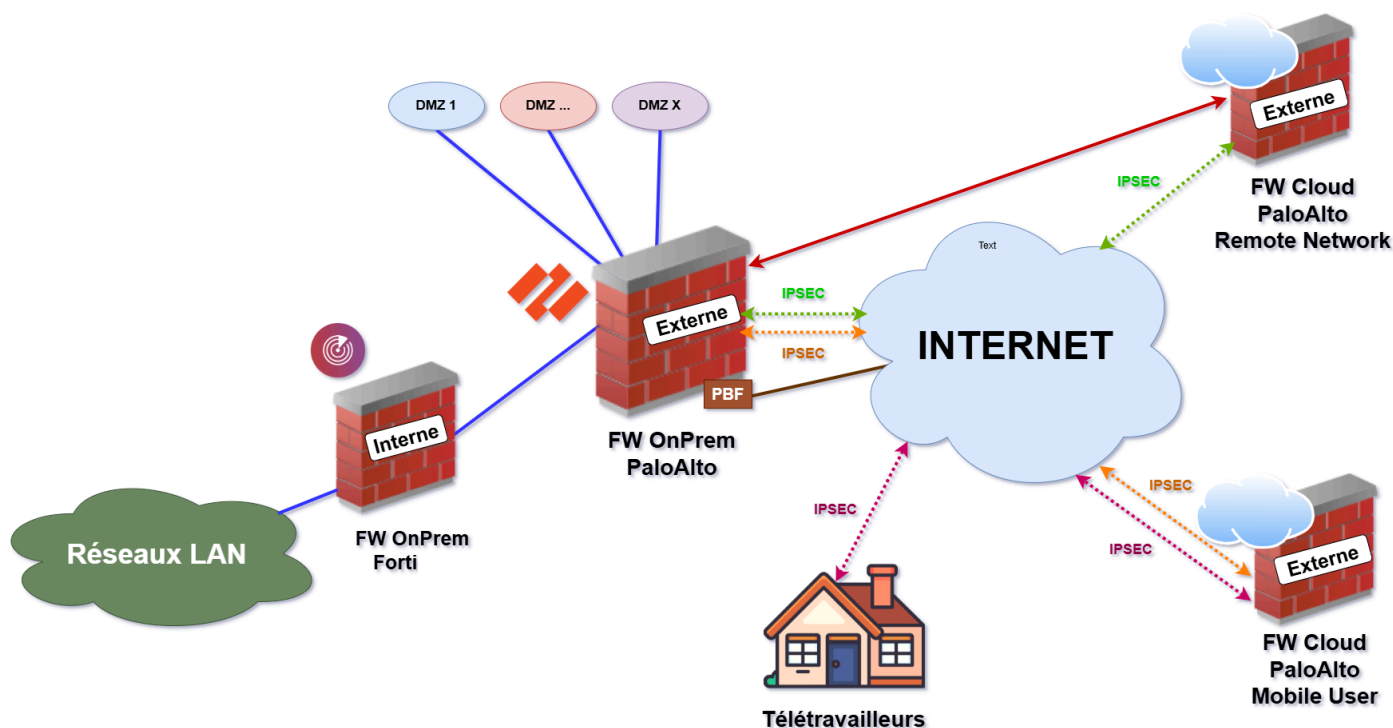 DMZ 1
DMZ ...
DMZ X
Externe
IPSEC
FW Cloud
PaloAlto
Remote Network
Text
IPSEC
Externe
INTERNET
IPSEC
PBF
Interne
FW OnPrem
PaloAlto
IPSEC
IPSEC
IPSEC
Externe
Réseaux LAN
FW OnPrem
Forti
FW Cloud
PaloAlto
Mobile User
Télétravailleurs